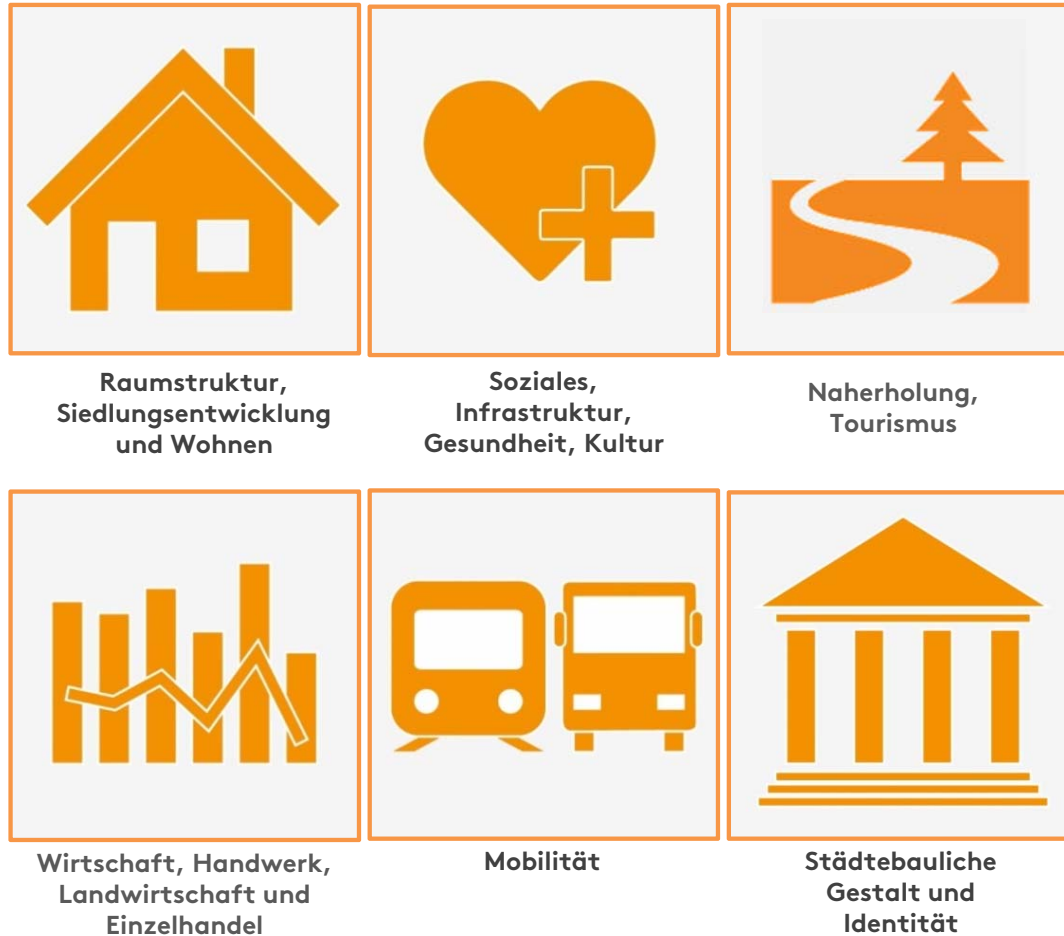 Raumstruktur,
Siedlungsentwicklung
und Wohnen
Soziales,
Infrastruktur,
Gesundheit, Kultur
Naherholung,
Tourismus
Wirtschaft, Handwerk,
Landwirtschaft und
Einzelhandel
Mobilität
Städtebauliche
Gestalt und
Identität